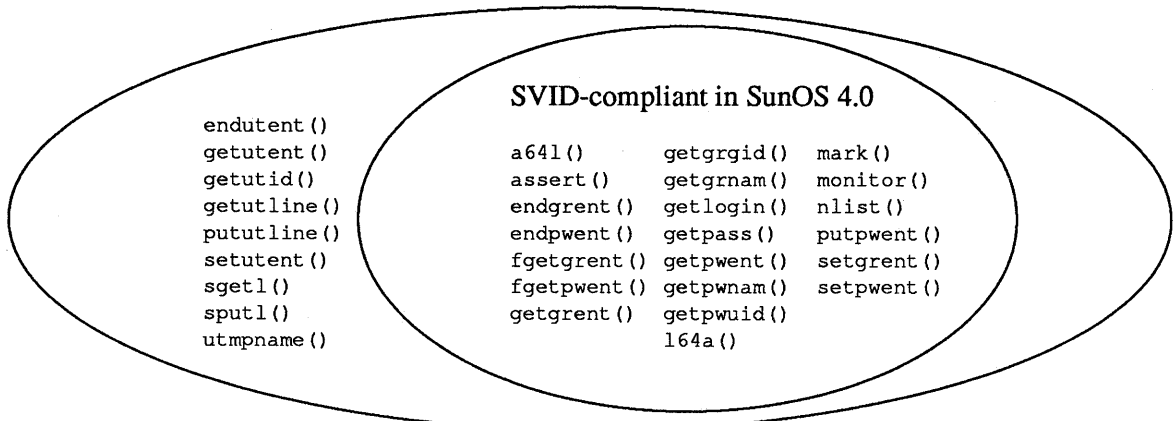 SVID-compliant in SunOS 4.0
endutent()
getutent()
getutid()
getutline()
pututline()
setutent()
sgetl()
sputl()
utmpname()
a64l() getgrgid() mark()
assert() getgrnam() monitor()
endgrent() getlogin() nlist()
endpwent() getpass() putpwent()
fgetgrent() getpwent() setgrent()
fgetpwent() getpwnam() setpwent()
getgrent() getpwuid()
l64a()